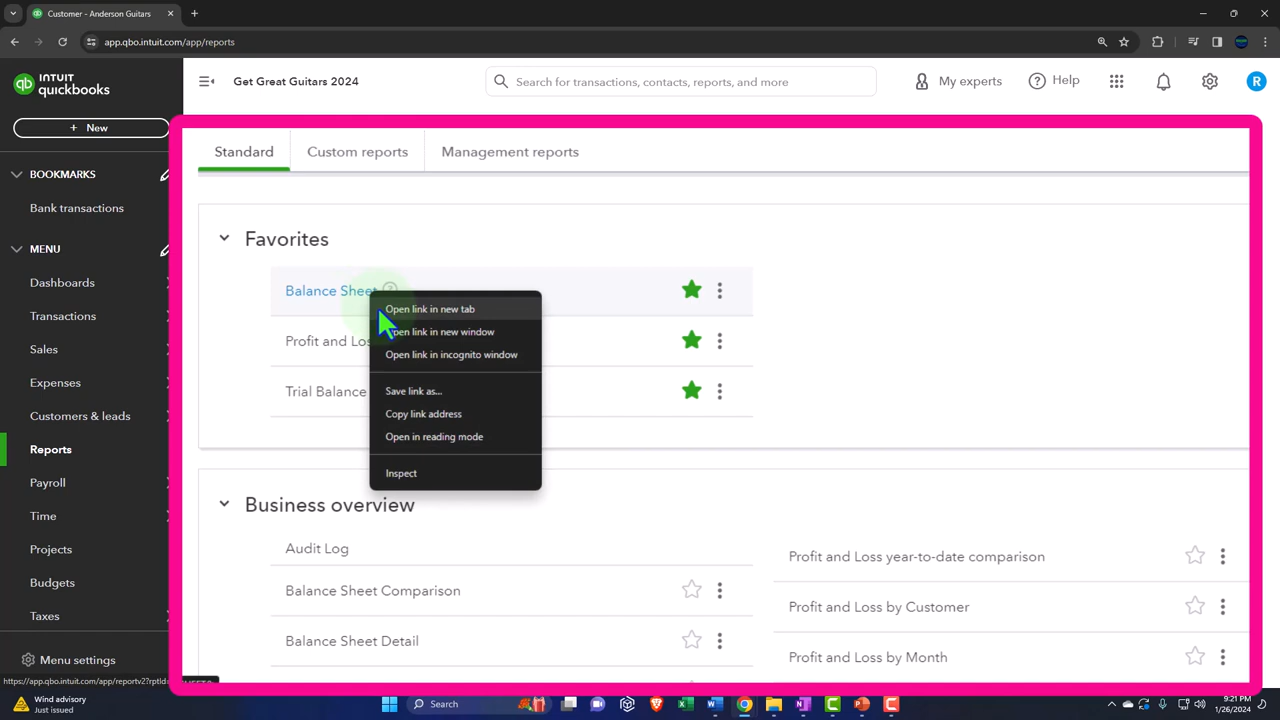 Customer - Anderson Guitars
app.qbo.intuit.com/app/reports
INTUIT
quickbooks
Get Great Guitars 2024
Search for transactions, contacts, reports, and more
My experts
Help
R
+ New
BOOKMARKS
Bank transactions
MENU
Dashboards
Transactions
Sales
Expenses
Customers & leads
Reports
Payroll
Time
Projects
Budgets
Taxes
Menu settings
Standard
Custom reports
Management reports
Favorites
Balance Sheet
Profit and Los
Trial Balance
Open link in new tab
Open link in new window
Open link in incognito window
Save link as...
Copy link address
Open in reading mode
Inspect
Business overview
Audit Log
Balance Sheet Comparison
Balance Sheet Detail
Profit and Loss year-to-date comparison
Profit and Loss by Customer
Profit and Loss by Month
Wind advisory
Just issued
Search
9:21 PM
1/26/2024